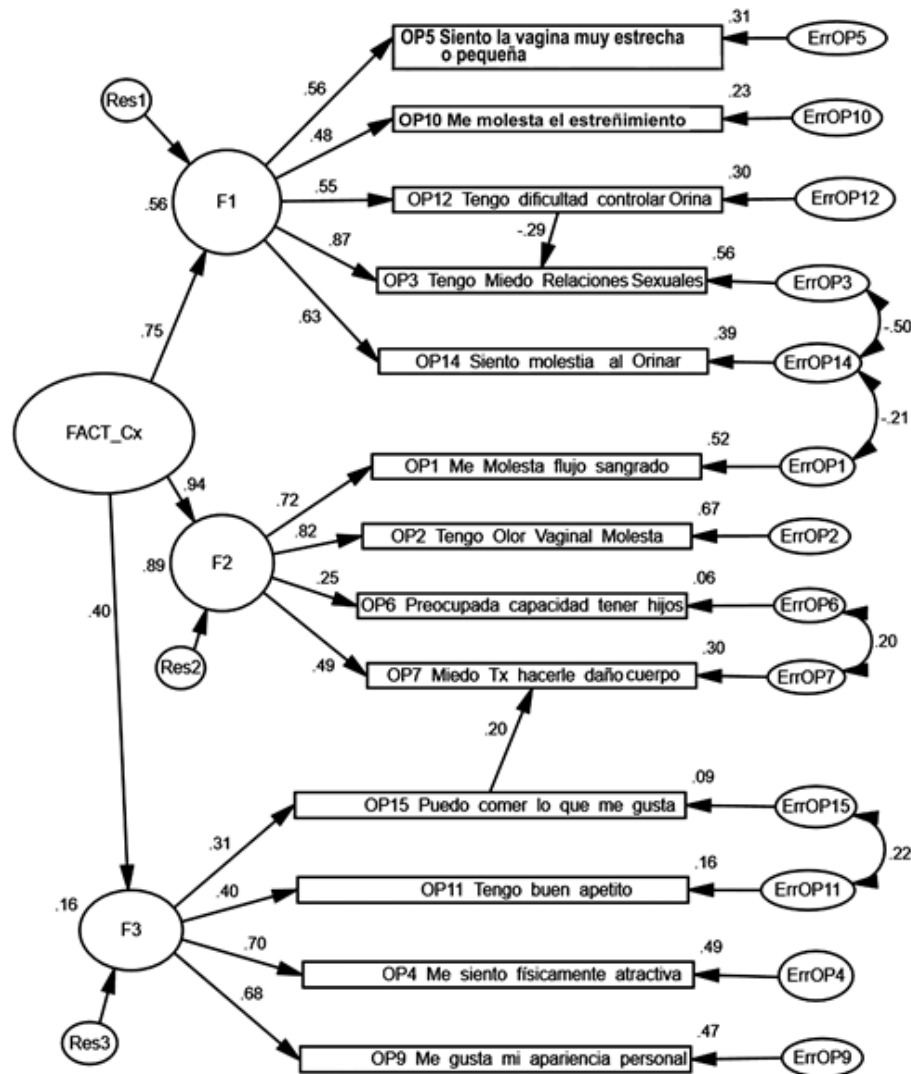 .31
OP5 Siento la vagina muy estrecha
o pequeña
ErrOP5
.56
Res1
.23
OP10 Me molesta el estreñimiento
ErrOP10
.48
F1
.56
.30
OP12 Tengo dificultad controlar Orina
ErrOP12
.55
-.29
.87
.56
OP3 Tengo Miedo Relaciones Sexuales
ErrOP3
-.50
.63
.75
.39
OP14 Siento molestia al Orinar
ErrOP14
-.21
FACT_Cx
.52
OP1 Me Molesta flujo sangrado
ErrOP1
.94
.72
.67
OP2 Tengo Olor Vaginal Molesta
ErrOP2
.82
F2
.89
.25
.06
OP6 Preocupada capacidad tener hijos
ErrOP6
.20
.40
Res2
.49
.30
OP7 Miedo Tx hacerle daño cuerpo
ErrOP7
.20
.09
OP15 Puedo comer lo que me gusta
ErrOP15
.22
.31
.16
OP11 Tengo buen apetito
ErrOP11
.40
.16
F3
.70
.49
OP4 Me siento físicamente atractiva
ErrOP4
.68
Res3
.47
OP9 Me gusta mi apariencia personal
ErrOP9